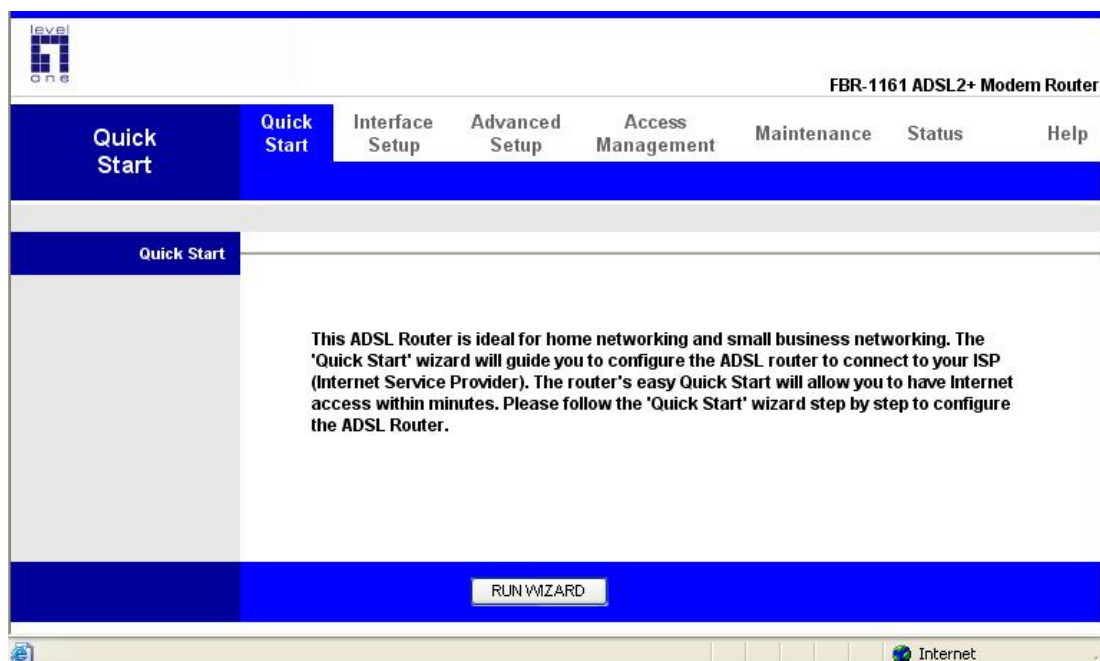 level
one
FBR-1161 ADSL2+ Modem Router
Quick
Start
Quick
Start
Interface
Setup
Advanced
Setup
Access
Management
Maintenance
Status
Help
Quick Start
This ADSL Router is ideal for home networking and small business networking. The
'Quick Start' wizard will guide you to configure the ADSL router to connect to your ISP
(Internet Service Provider). The router's easy Quick Start will allow you to have Internet
access within minutes. Please follow the 'Quick Start' wizard step by step to configure
the ADSL Router.
RUN WIZARD
Internet